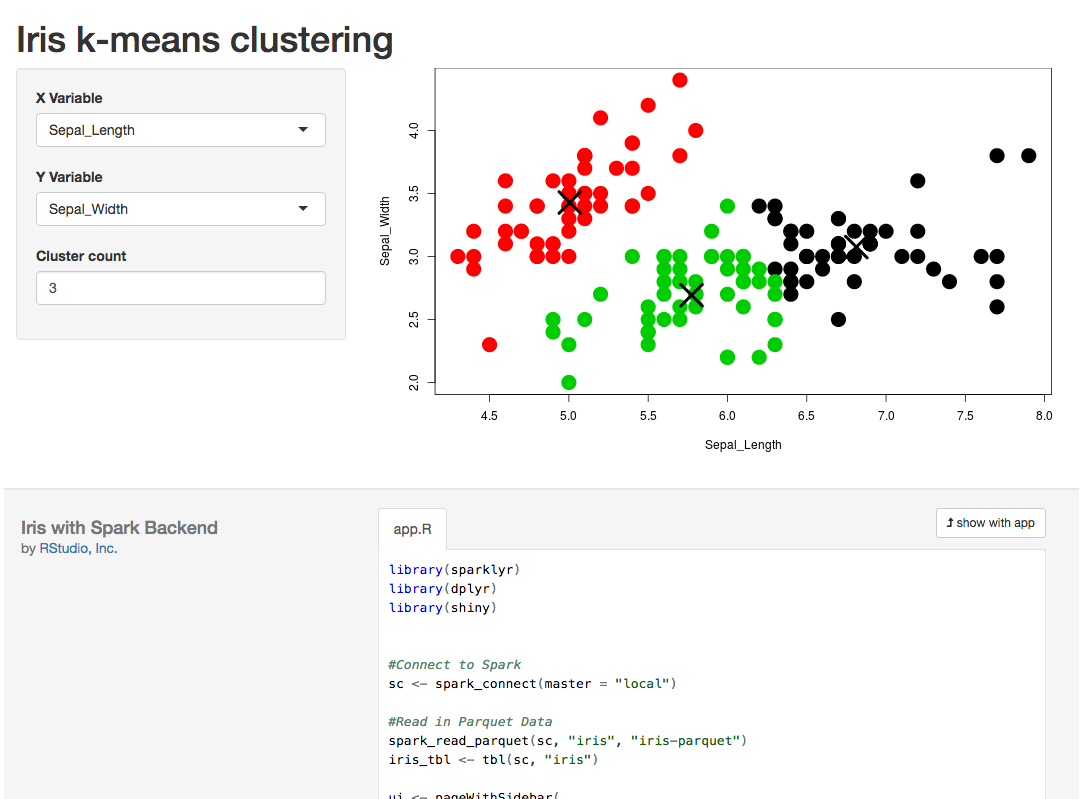 Iris k-means clustering
X Variable
Sepal_Length
Y Variable
Sepal_Width
Cluster count
3
Sepal_Width
4.0
3.5
3.0
2.5
2.0
4.5 5.0 5.5 6.0 6.5 7.0 7.5 8.0
Sepal_Length
Iris with Spark Backend
by RStudio, Inc.
app.R
show with app
library(sparklyr)
library(dplyr)
library(shiny)
#Connect to Spark
sc <- spark_connect(master = "local")
#Read in Parquet Data
spark_read_parquet(sc, "iris", "iris-parquet")
iris_tbl <- tbl(sc, "iris")
ui <- pageWithSidebar(